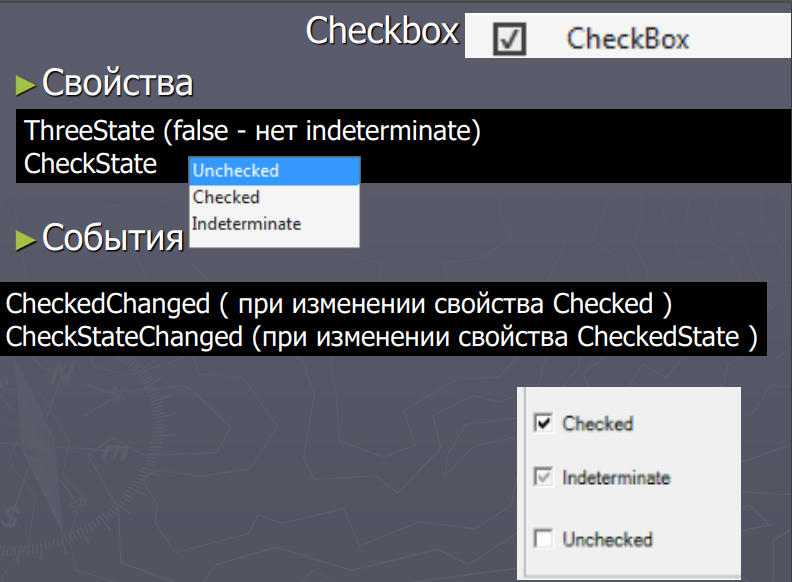 Checkbox
CheckBox
Свойства
ThreeState (false - нет indeterminate)
CheckState
Unchecked
Checked
Indeterminate
События
CheckedChanged ( при изменении свойства Checked )
CheckStateChanged (при изменении свойства CheckedState )
Checked
Indeterminate
Unchecked
N
m
S